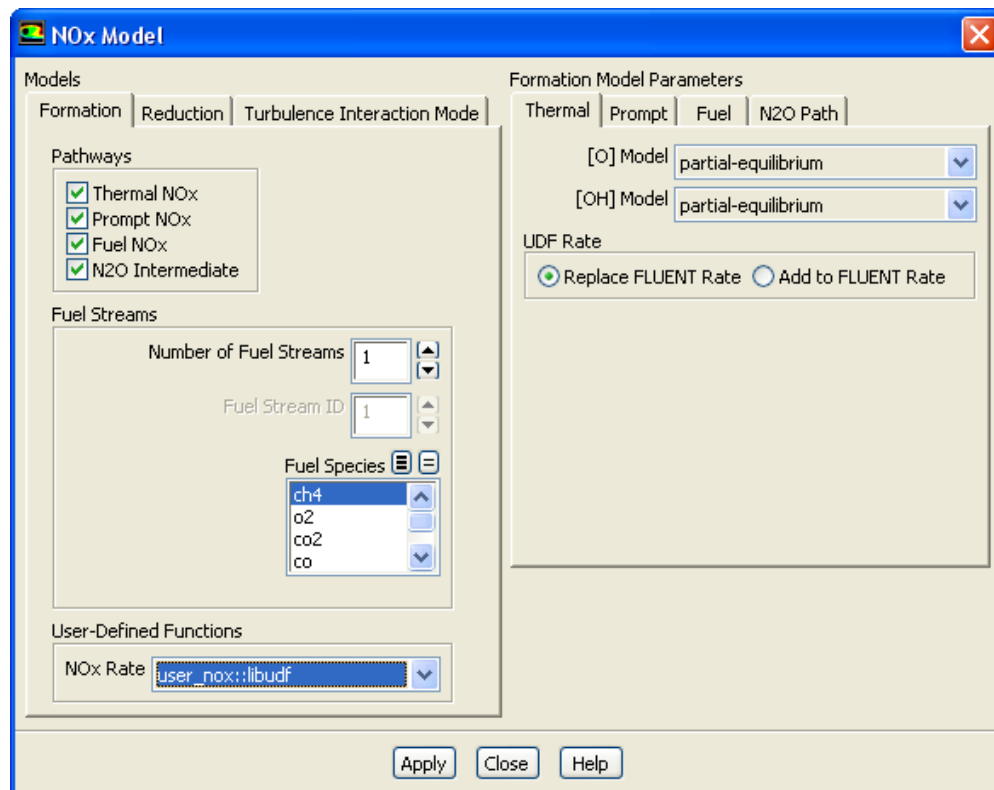 NOx Model
Models
Formation Reduction Turbulence Interaction Mode
Pathways
Thermal NOx
Prompt NOx
Fuel NOx
N2O Intermediate
Fuel Streams
Number of Fuel Streams 1
Fuel Stream ID 1
Fuel Species
ch4
o2
co2
co
User-Defined Functions
NOx Rate user_nox::libudf
Formation Model Parameters
Thermal Prompt Fuel N2O Path
[O] Model partial-equilibrium
[OH] Model partial-equilibrium
UDF Rate
Replace FLUENT Rate Add to FLUENT Rate
Apply Close Help